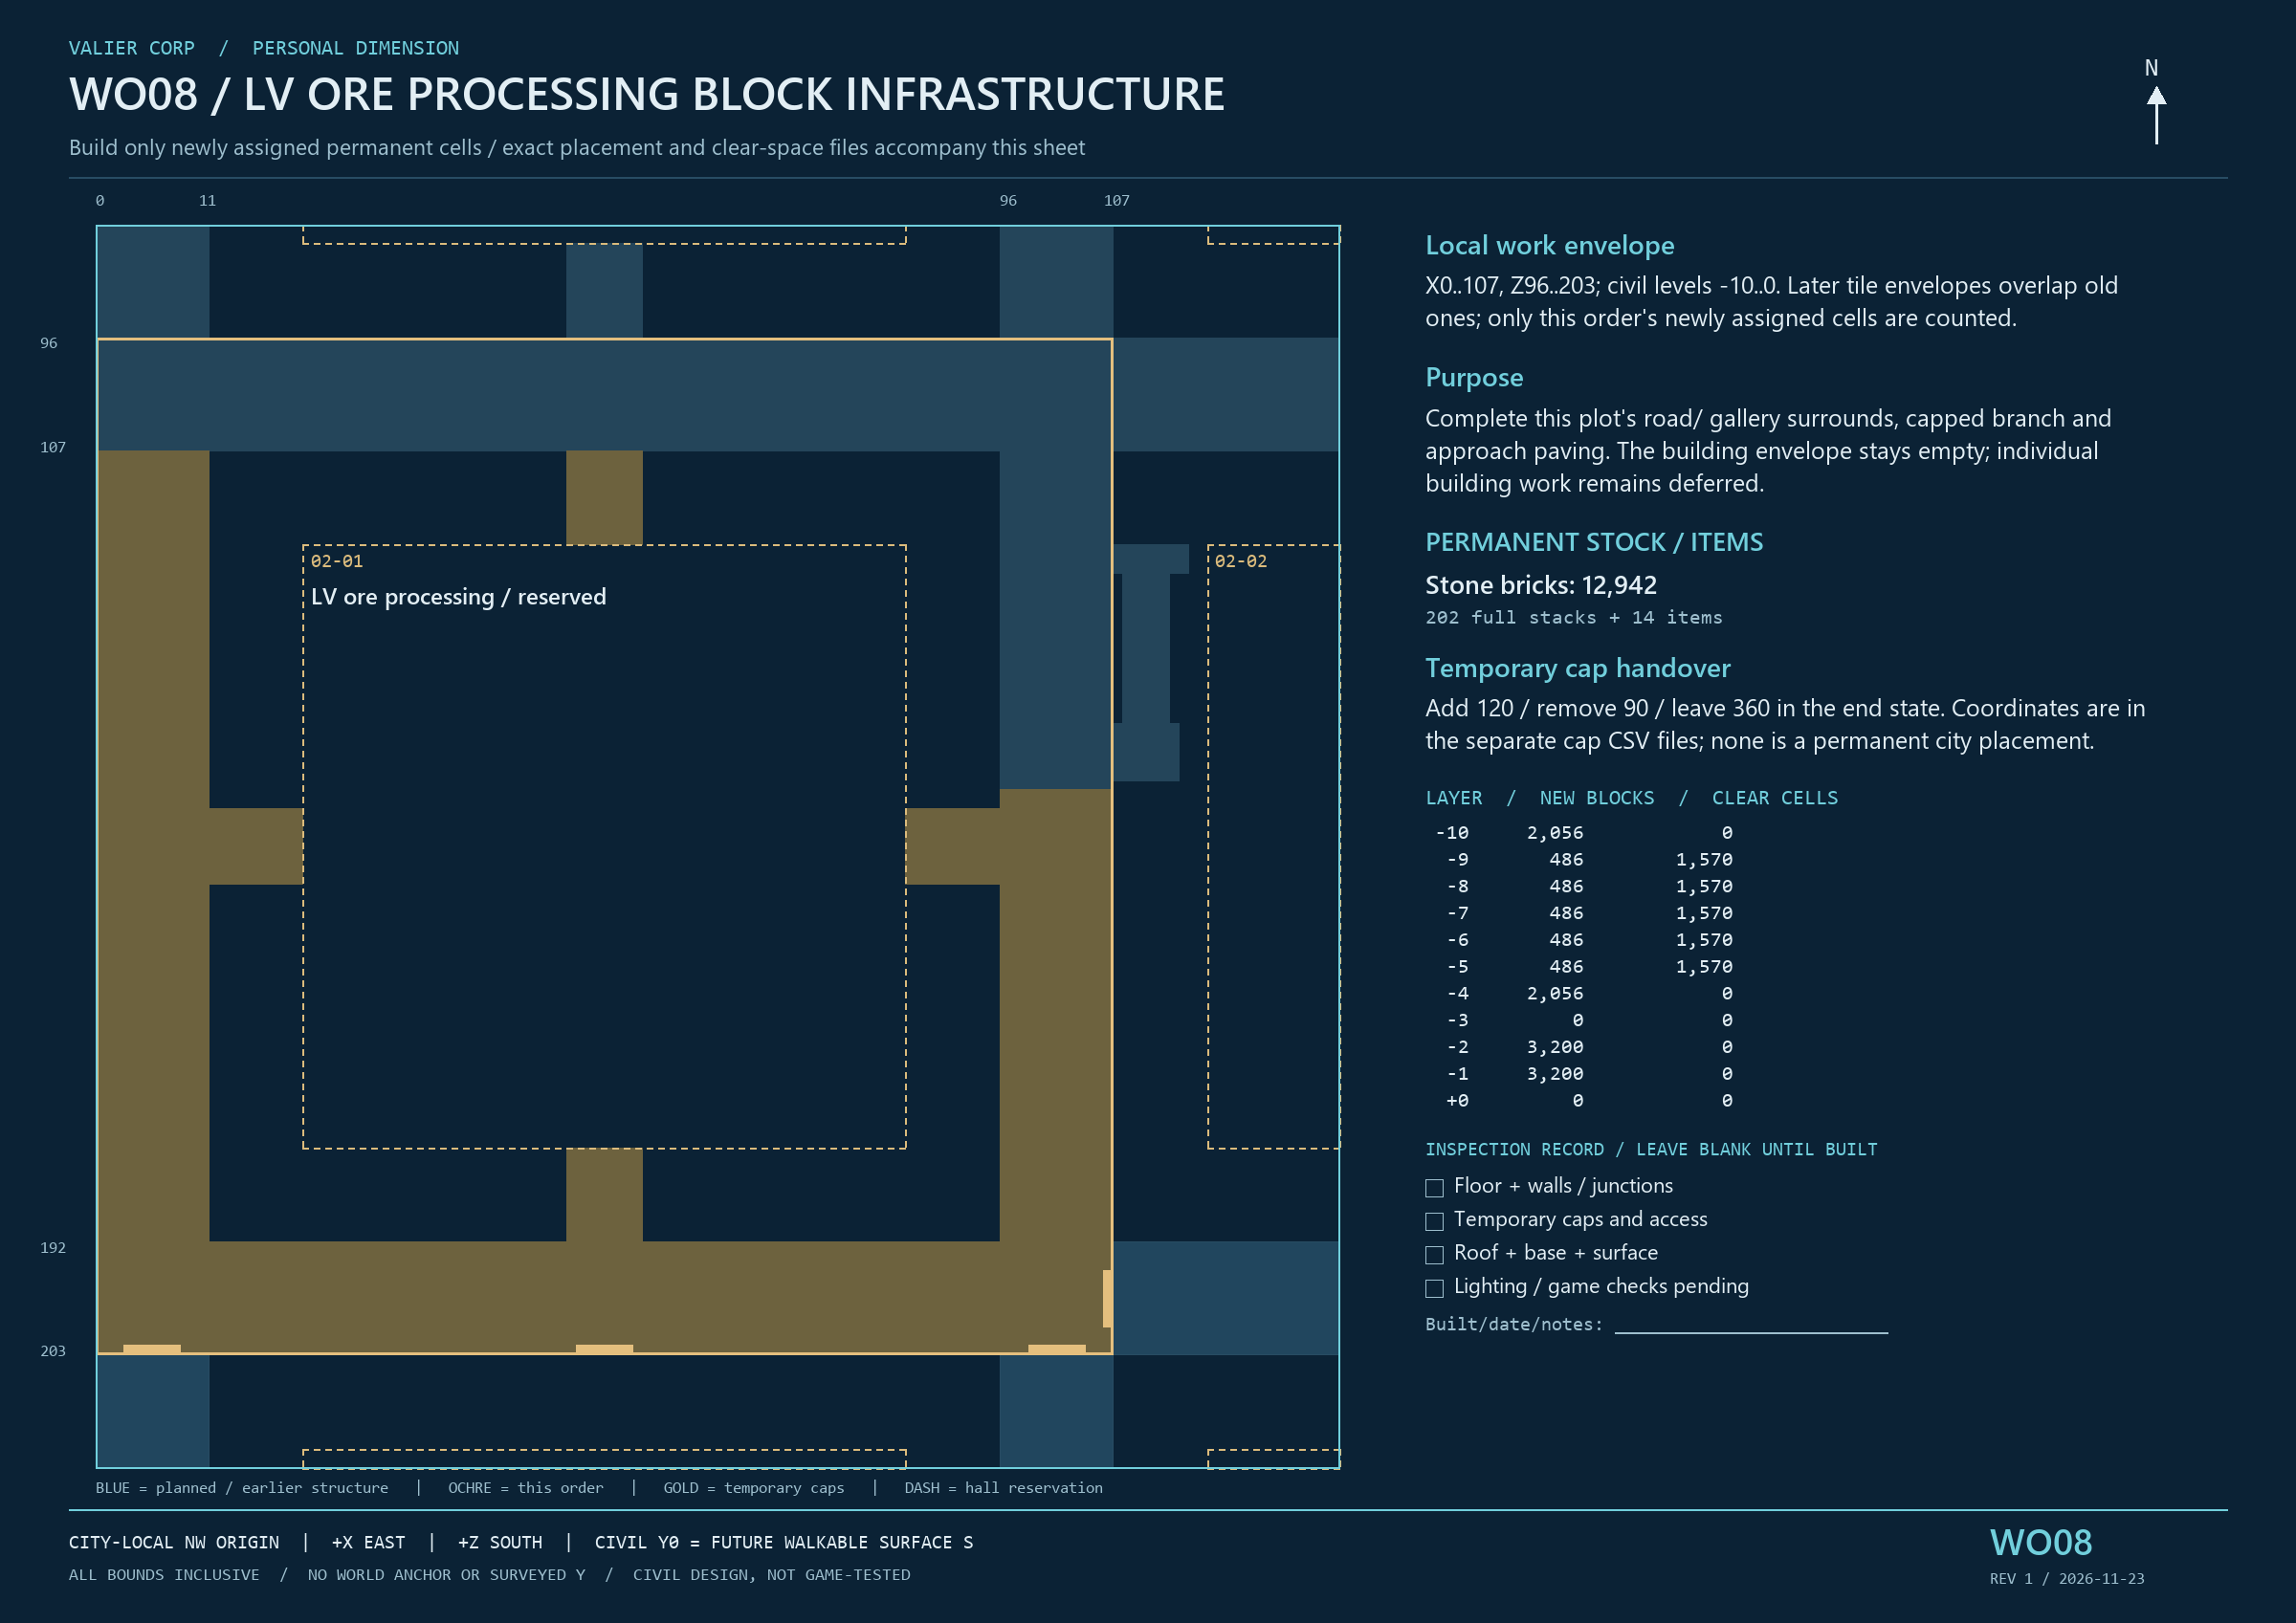 VALIER CORP / PERSONAL DIMENSION
WO08 / LV ORE PROCESSING BLOCK INFRASTRUCTURE
Build only newly assigned permanent cells / exact placement and clear-space files accompany this sheet
N
0 11 96 107
96
107
192
203
02-01
LV ore processing / reserved
02-02
BLUE = planned / earlier structure | OCHRE = this order | GOLD = temporary caps | DASH = hall reservation
Local work envelope
X0..107, Z96..203; civil levels -10..0. Later tile envelopes overlap old
ones; only this order's newly assigned cells are counted.
Purpose
Complete this plot's road/ gallery surrounds, capped branch and
approach paving. The building envelope stays empty; individual
building work remains deferred.
PERMANENT STOCK / ITEMS
Stone bricks: 12,942
202 full stacks + 14 items
Temporary cap handover
Add 120 / remove 90 / leave 360 in the end state. Coordinates are in
the separate cap CSV files; none is a permanent city placement.
LAYER / NEW BLOCKS / CLEAR CELLS
-10 2,056 0
-9 486 1,570
-8 486 1,570
-7 486 1,570
-6 486 1,570
-5 486 1,570
-4 2,056 0
-3 0 0
-2 3,200 0
-1 3,200 0
+0 0 0
INSPECTION RECORD / LEAVE BLANK UNTIL BUILT
Floor + walls / junctions
Temporary caps and access
Roof + base + surface
Lighting / game checks pending
Built/date/notes:
CITY-LOCAL NW ORIGIN | +X EAST | +Z SOUTH | CIVIL Y0 = FUTURE WALKABLE SURFACE S
ALL BOUNDS INCLUSIVE / NO WORLD ANCHOR OR SURVEYED Y / CIVIL DESIGN, NOT GAME-TESTED
WO08
REV 1 / 2026-11-23